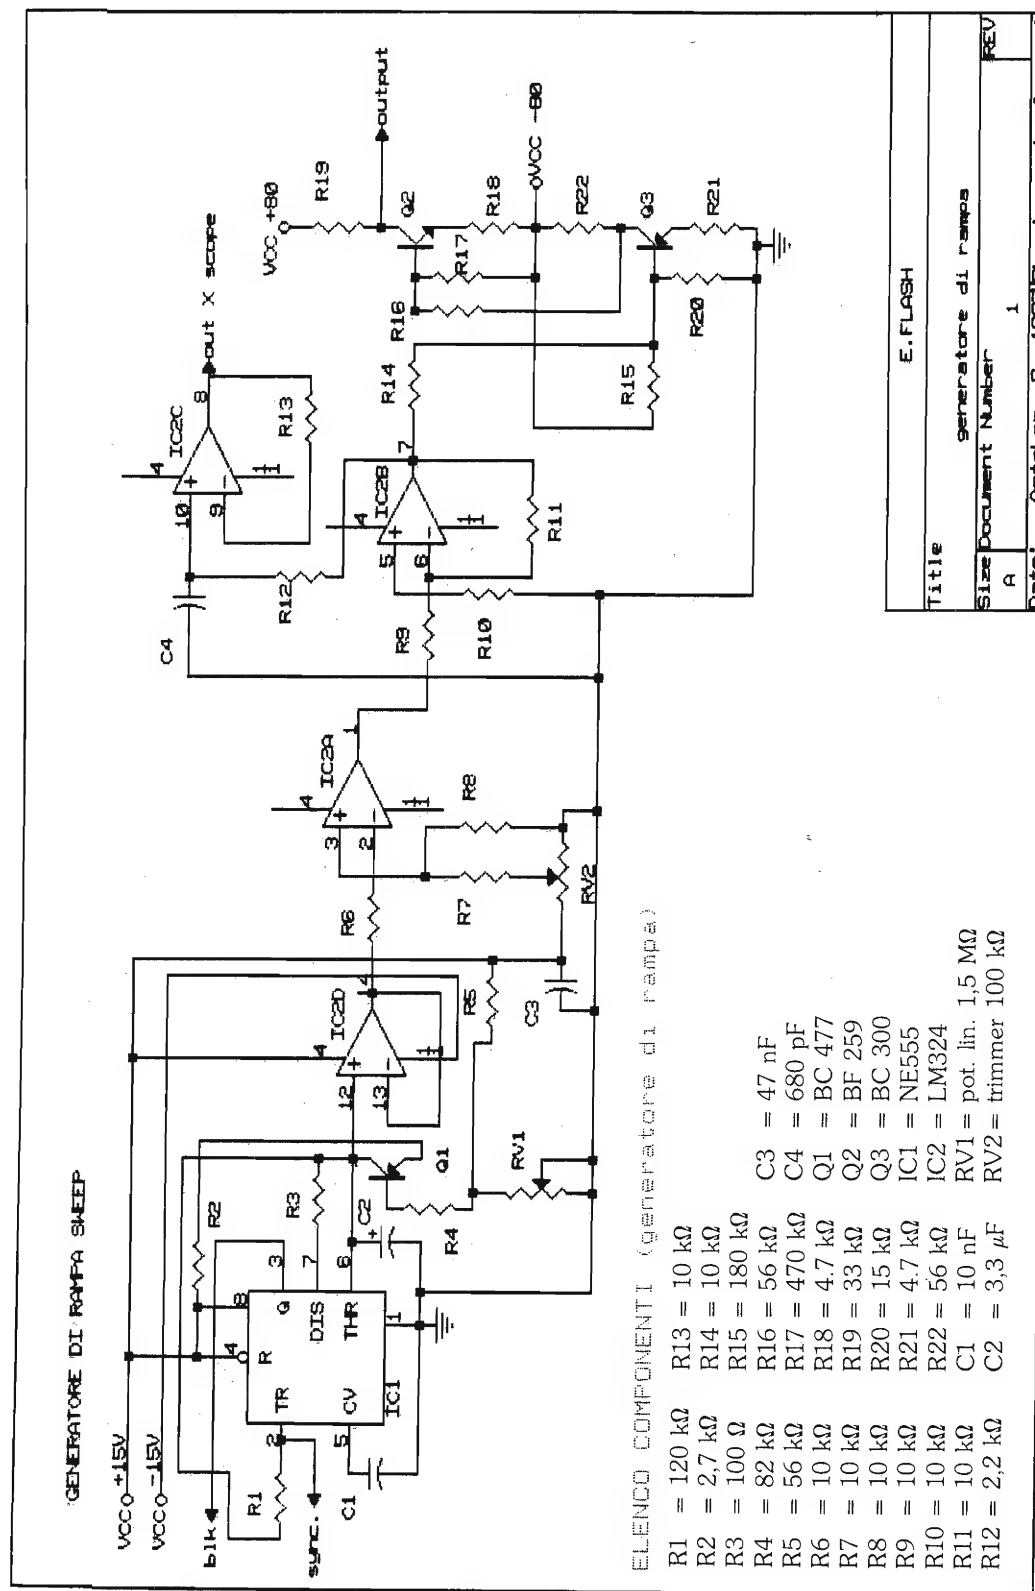 GENERATORE DI RAMPA SWEEP
VCC +15V
VCC -15V
blk
sync.
R1
R2
TR
R
Q
DIS
THR
CV
IC1
2
4
8
3
7
6
5
1
C1
R3
C2
Q1
R4
12
13
4
11
IC2D
RV1
R5
C3
R6
R7
R8
RV2
3
2
4
11
1
IC2A
C4
R9
R10
R12
5
6
4
11
7
IC2B
R11
10
9
4
11
8
IC2C
R13
out X scope
R14
R15
R16
R17
VCC +80
R19
output
Q2
R18
VCC -80
R22
Q3
R20
R21
E.FLASH
Title
generatore di rampa
Size
Document Number
REV
A
1
ELENCO COMPONENTI (generatore di rampa)
R1 = 120 kΩ
R2 = 2,7 kΩ
R3 = 100 Ω
R4 = 82 kΩ
R5 = 56 kΩ
R6 = 10 kΩ
R7 = 10 kΩ
R8 = 10 kΩ
R9 = 10 kΩ
R10 = 10 kΩ
R11 = 10 kΩ
R12 = 2,2 kΩ
R13 = 10 kΩ
R14 = 10 kΩ
R15 = 180 kΩ
R16 = 56 kΩ
R17 = 470 kΩ
R18 = 4.7 kΩ
R19 = 33 kΩ
R20 = 15 kΩ
R21 = 4.7 kΩ
R22 = 56 kΩ
C1 = 10 nF
C2 = 3,3 μF
C3 = 47 nF
C4 = 680 pF
Q1 = BC 477
Q2 = BF 259
Q3 = BC 300
IC1 = NE555
IC2 = LM324
RV1 = pot. lin. 1,5 MΩ
RV2 = trimmer 100 kΩ